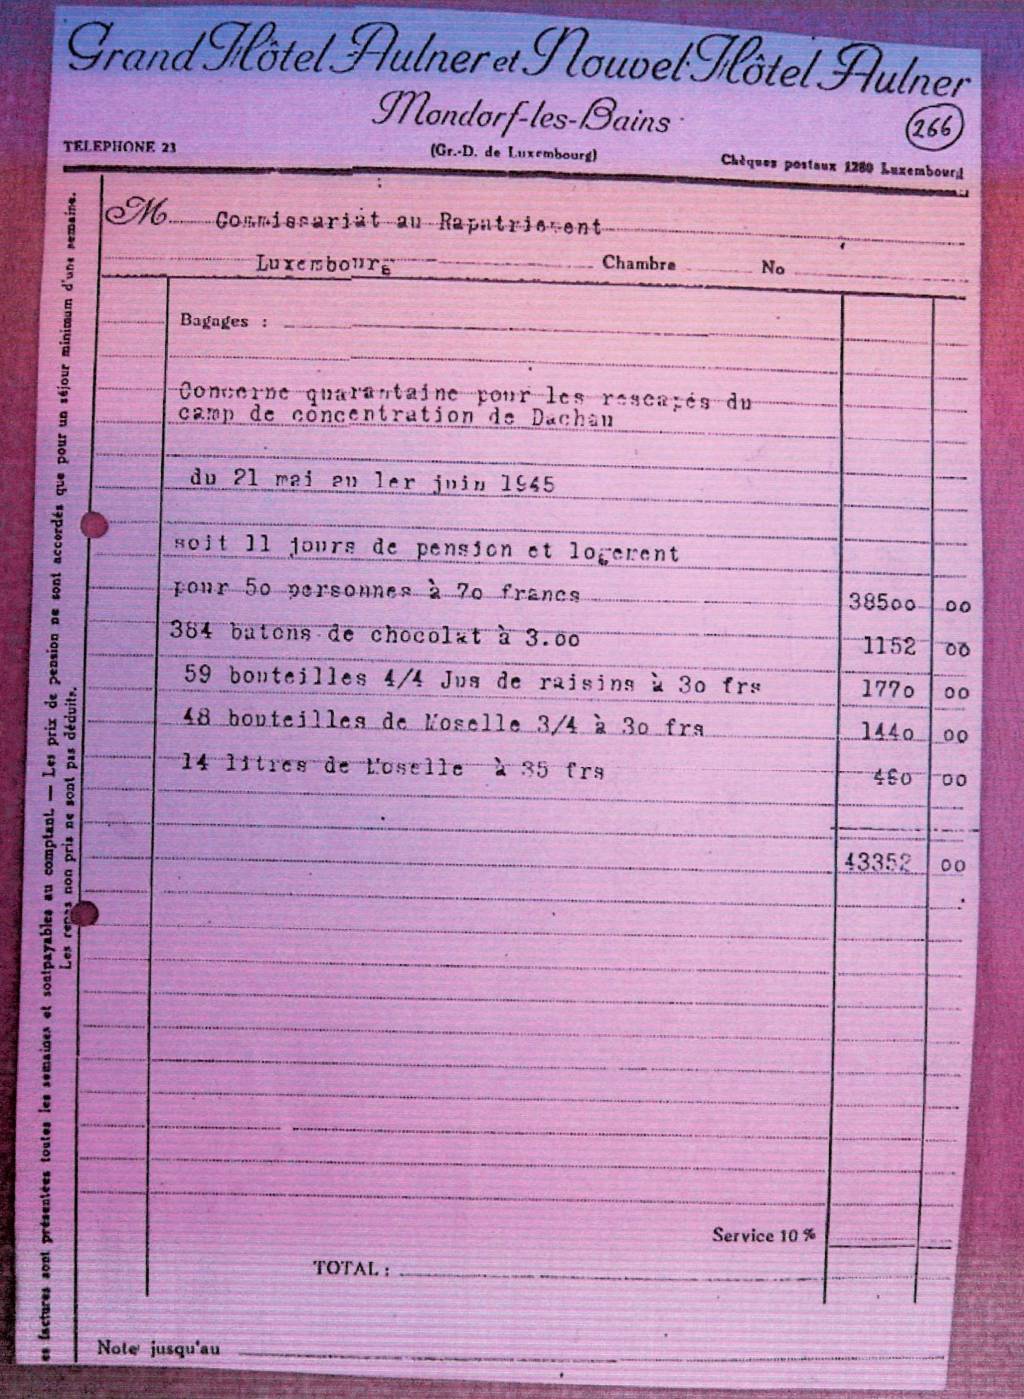 Grand Hôtel Aulner et Nouvel Hôtel Aulner
Mondorf-les-Bains
266
TELEPHONE 23
(Gr.-D. de Luxembourg)
Chèques postaux 1280 Luxembourg
M Commissariat au Rapatriement
Luxembourg Chambre No
Bagages :
Concerne quarantaine pour les rescapés du
camp de concentration de Dachau
du 21 mai au 1er juin 1945
soit 11 jours de pension et logement
pour 50 personnes à 70 francs 38500 00
384 batons de chocolat à 3.00 1152 00
59 bouteilles 4/4 Jus de raisins à 30 frs 1770 00
48 bouteilles de Moselle 3/4 à 30 frs 1440 00
14 litres de Moselle à 35 frs 490 00
43352 00
Service 10 %
TOTAL :
Note jusqu'au
es factures sont présentées toutes les semaines et sont payables au comptant. — Les prix de pension ne sont accordés que pour un séjour minimum d'une semaine.
Les repas non pris ne sont pas déduits.